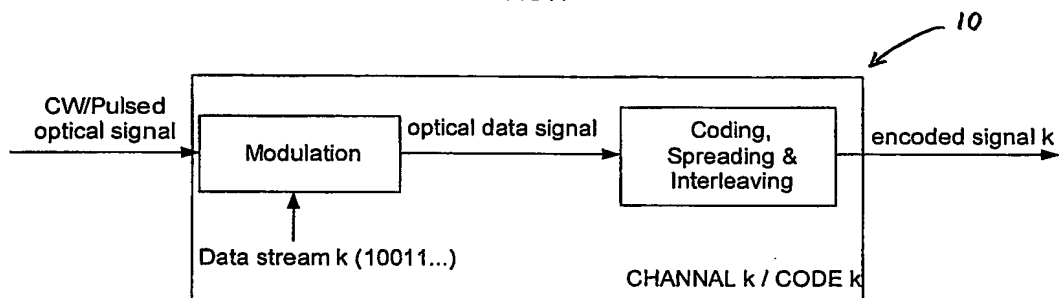 10
CW/Pulsed
optical signal
Modulation
optical data signal
Coding,
Spreading &
Interleaving
encoded signal k
Data stream k (10011...)
CHANNAL k / CODE k